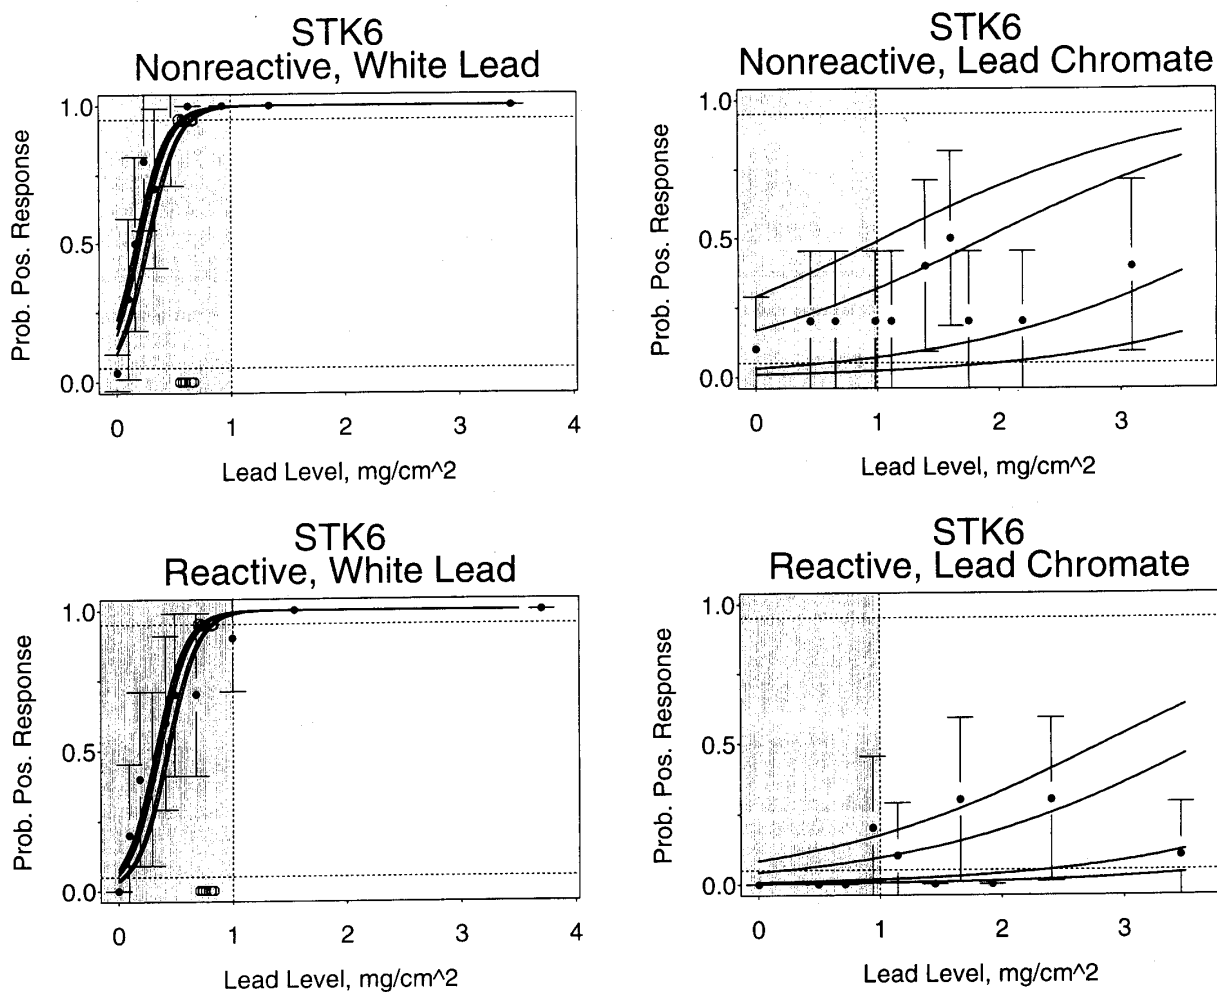 STK6
Nonreactive, White Lead
Prob. Pos. Response
1.0
0.5
0.0
0 1 2 3 4
Lead Level, mg/cm^2
STK6
Nonreactive, Lead Chromate
Prob. Pos. Response
1.0
0.5
0.0
0 1 2 3
Lead Level, mg/cm^2
STK6
Reactive, White Lead
Prob. Pos. Response
1.0
0.5
0.0
0 1 2 3 4
Lead Level, mg/cm^2
STK6
Reactive, Lead Chromate
Prob. Pos. Response
1.0
0.5
0.0
0 1 2 3
Lead Level, mg/cm^2